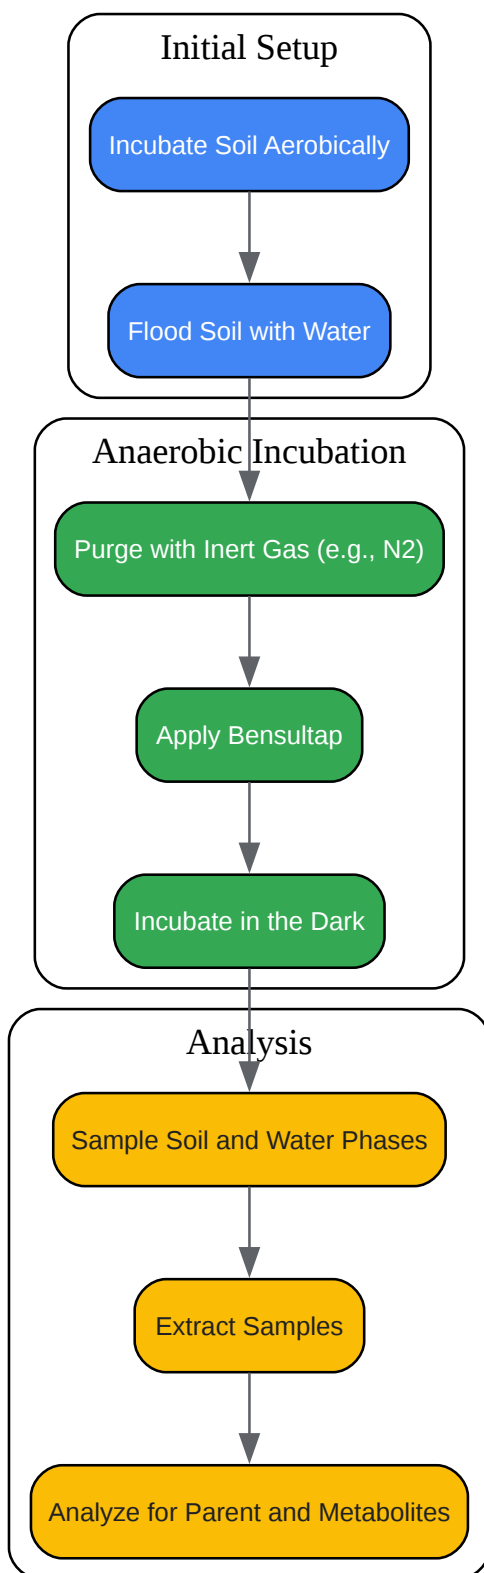 Initial Setup
Incubate Soil Aerobically
Flood Soil with Water
Anaerobic Incubation
Purge with Inert Gas (e.g., N2)
Apply Bensultap
Incubate in the Dark
Analysis
Sample Soil and Water Phases
Extract Samples
Analyze for Parent and Metabolites